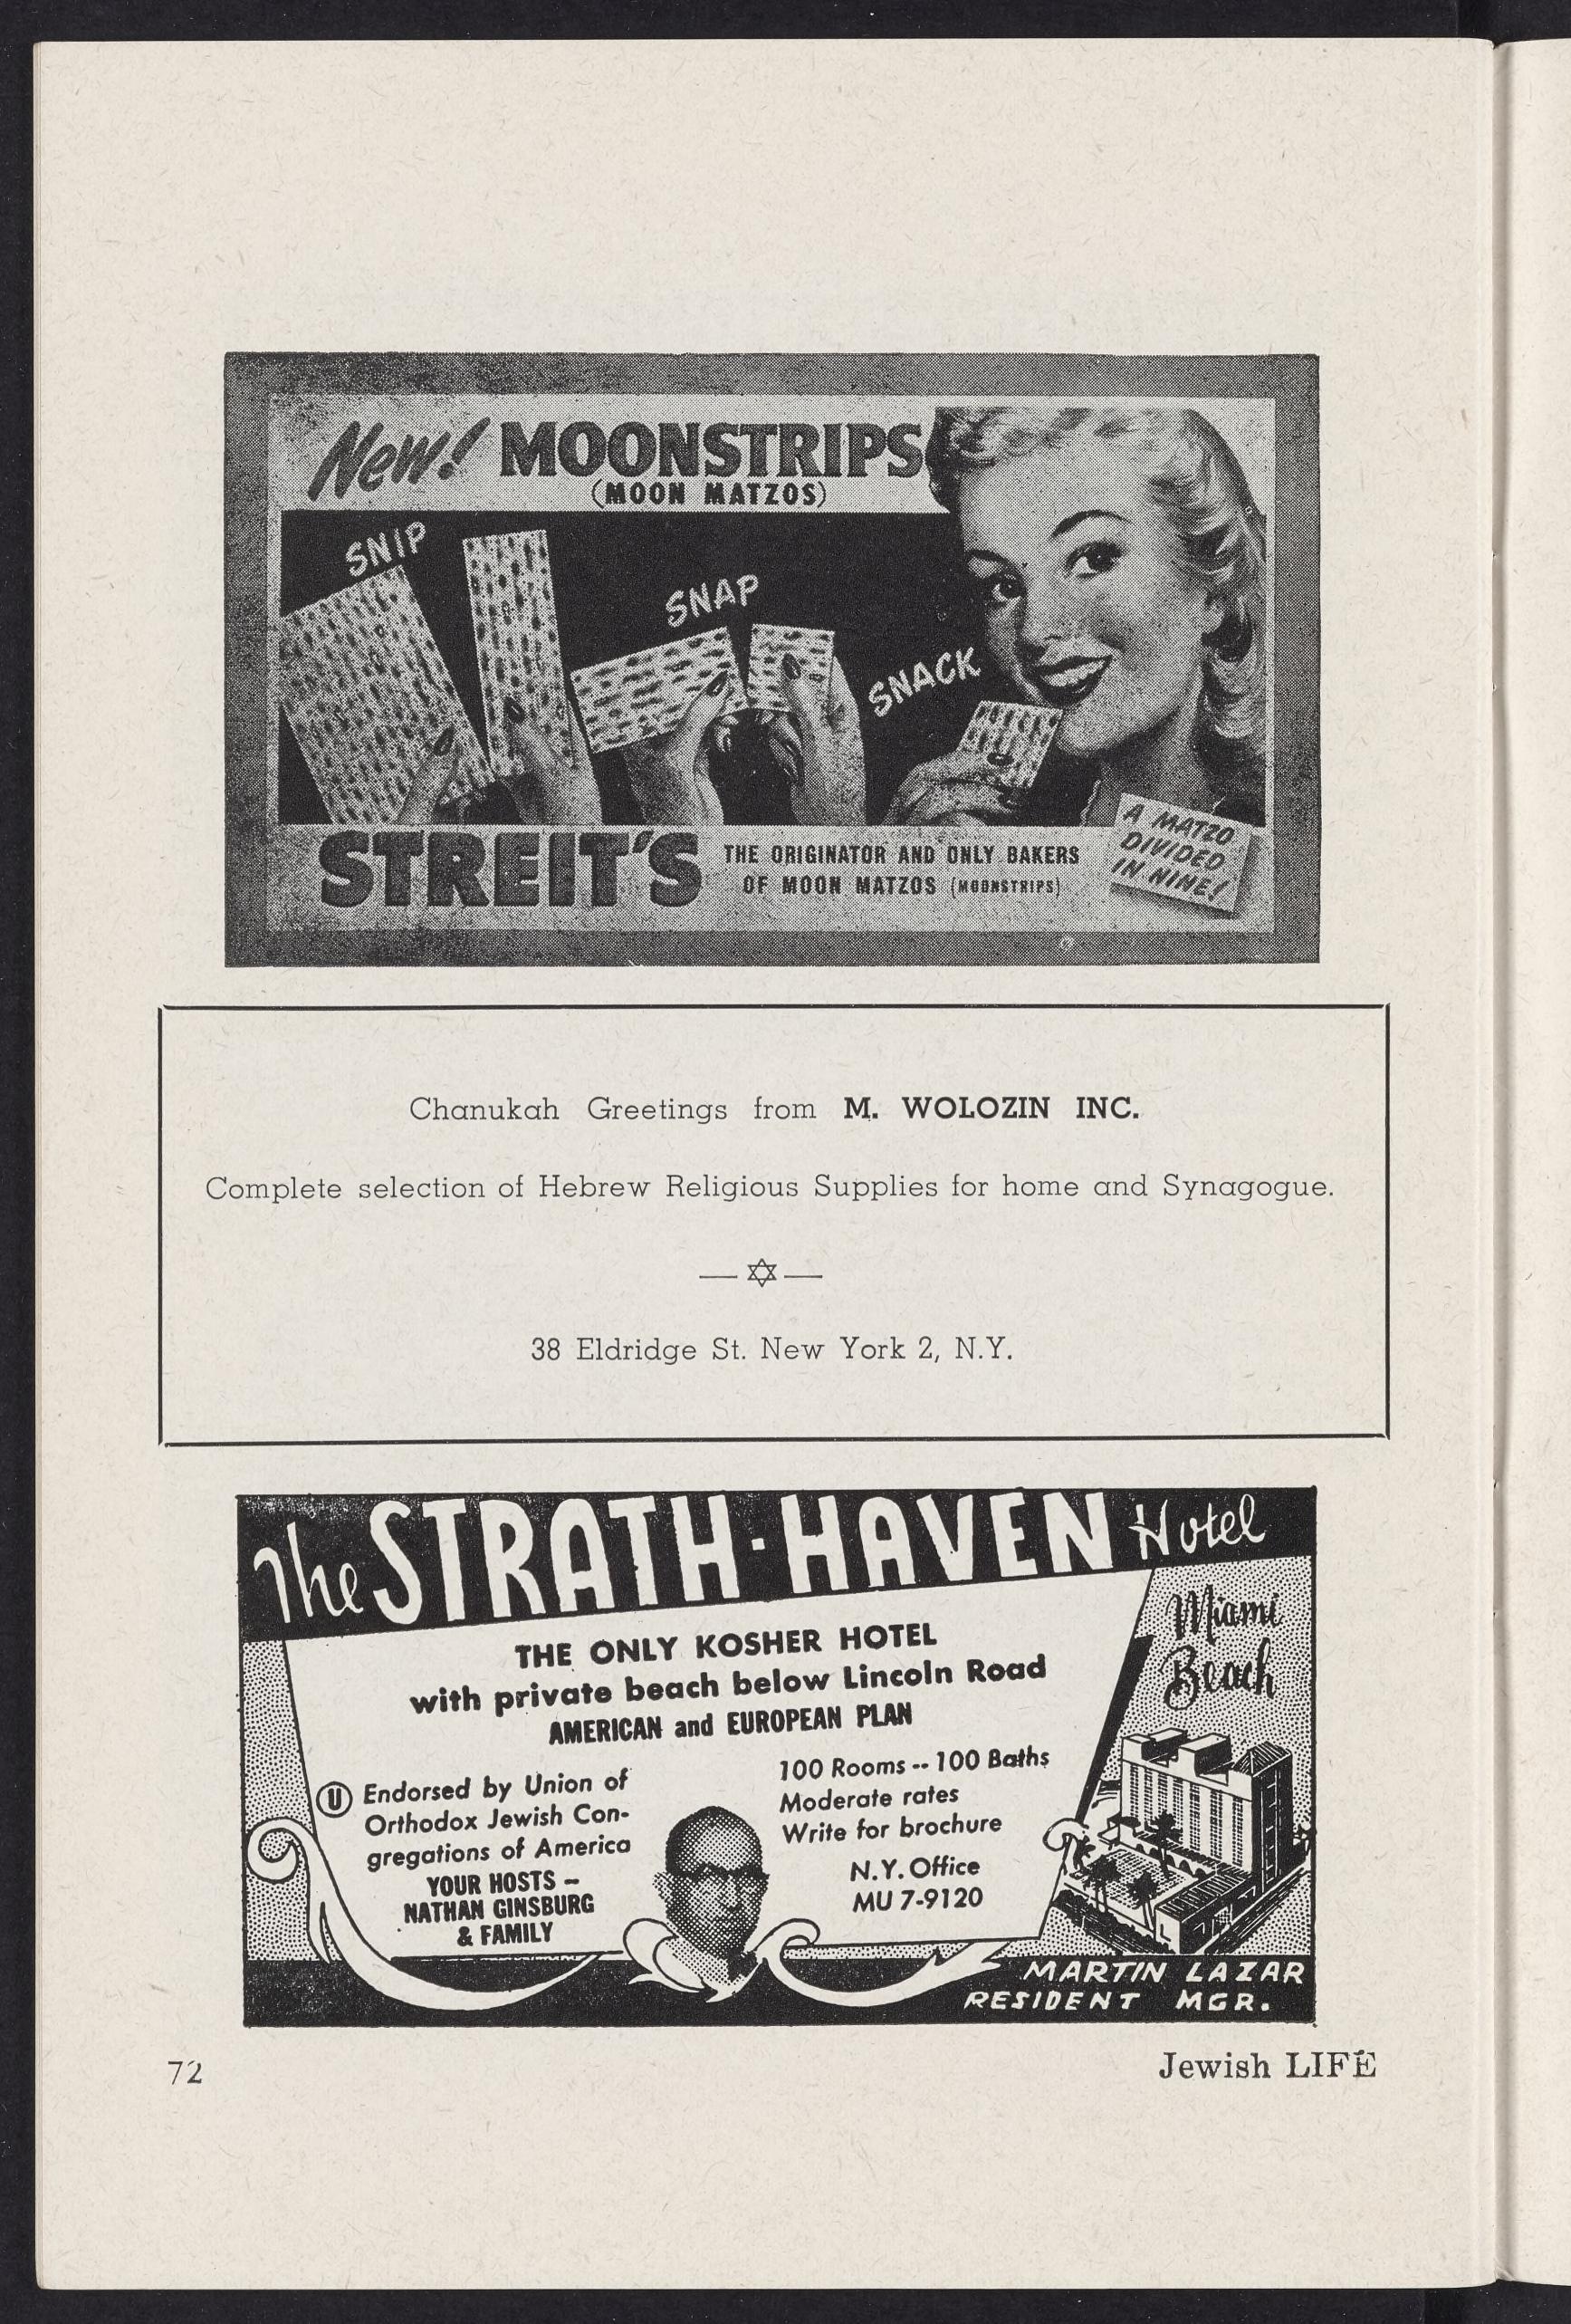 New! MOONSTRIPS
(MOON MATZOS)
SNIP
SNAP
SNACK
STREIT'S
THE ORIGINATOR AND ONLY BAKERS
OF MOON MATZOS (MOONSTRIPS)
A MATZO
DIVIDED
IN NINE!
Chanukah Greetings from M. WOLOZIN INC.
Complete selection of Hebrew Religious Supplies for home and Synagogue.
38 Eldridge St. New York 2, N.Y.
The STRATH-HAVEN Hotel
Miami
Beach
THE ONLY KOSHER HOTEL
with private beach below Lincoln Road
AMERICAN and EUROPEAN PLAN
Ⓤ Endorsed by Union of
Orthodox Jewish Con-
gregations of America
YOUR HOSTS –
NATHAN GINSBURG
& FAMILY
100 Rooms -- 100 Baths
Moderate rates
Write for brochure
N.Y. Office
MU 7-9120
MARTIN LAZAR
RESIDENT MGR.
72
Jewish LIFE